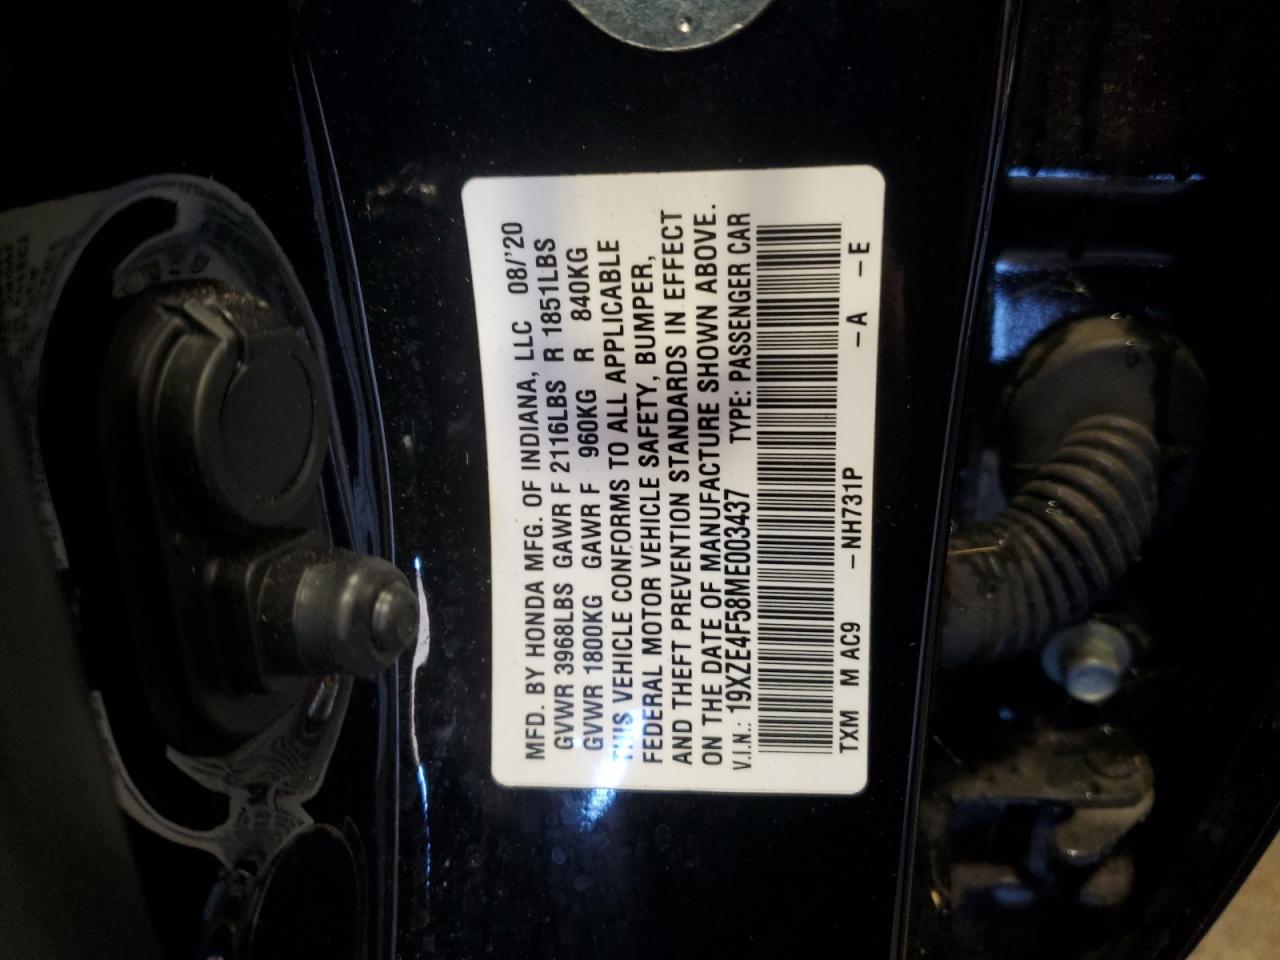 MFD. BY HONDA MFG. OF INDIANA, LLC 08/'20
GVWR 3968LBS GAWR F 2116LBS R 1851LBS
GVWR 1800KG GAWR F 960KG R 840KG
THIS VEHICLE CONFORMS TO ALL APPLICABLE
FEDERAL MOTOR VEHICLE SAFETY, BUMPER,
AND THEFT PREVENTION STANDARDS IN EFFECT
ON THE DATE OF MANUFACTURE SHOWN ABOVE.
V.I.N.: 19XZE4F58ME003437 TYPE: PASSENGER CAR
TXM M AC9 -NH731P -A -E